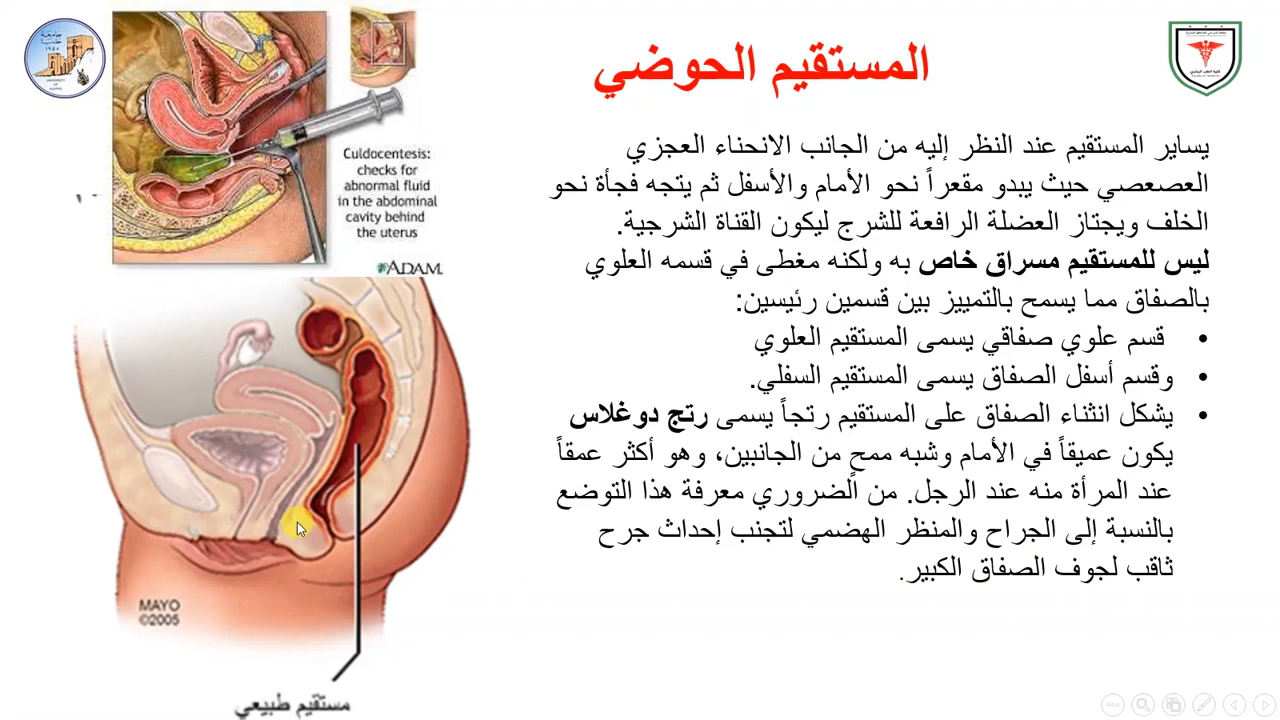 المستقيم الحوضي
يساير المستقيم عند النظر إليه من الجانب الانحناء العجزي
العصعصي حيث يبدو مقعراً نحو الأمام والأسفل ثم يتجه فجأة نحو
الخلف ويجتاز العضلة الرافعة للشرج ليكون القناة الشرجية.
ليس للمستقيم مسراق خاص به ولكنه مغطى في قسمه العلوي
بالصفاق مما يسمح بالتمييز بين قسمين رئيسين:
• قسم علوي صفاقي يسمى المستقيم العلوي
• وقسم أسفل الصفاق يسمى المستقيم السفلي.
• يشكل انثناء الصفاق على المستقيم رتجاً يسمى رتج دوغلاس
يكون عميقاً في الأمام وشبه ممحٍ من الجانبين، وهو أكثر عمقاً
عند المرأة منه عند الرجل. من الضروري معرفة هذا التوضع
بالنسبة إلى الجراح والمنظر الهضمي لتجنب إحداث جرح
ثاقب لجوف الصفاق الكبير.
Culdocentesis:
checks for
abnormal fluid
in the abdominal
cavity behind
the uterus
ADAM
MAYO
©2005
مستقيم طبيعي